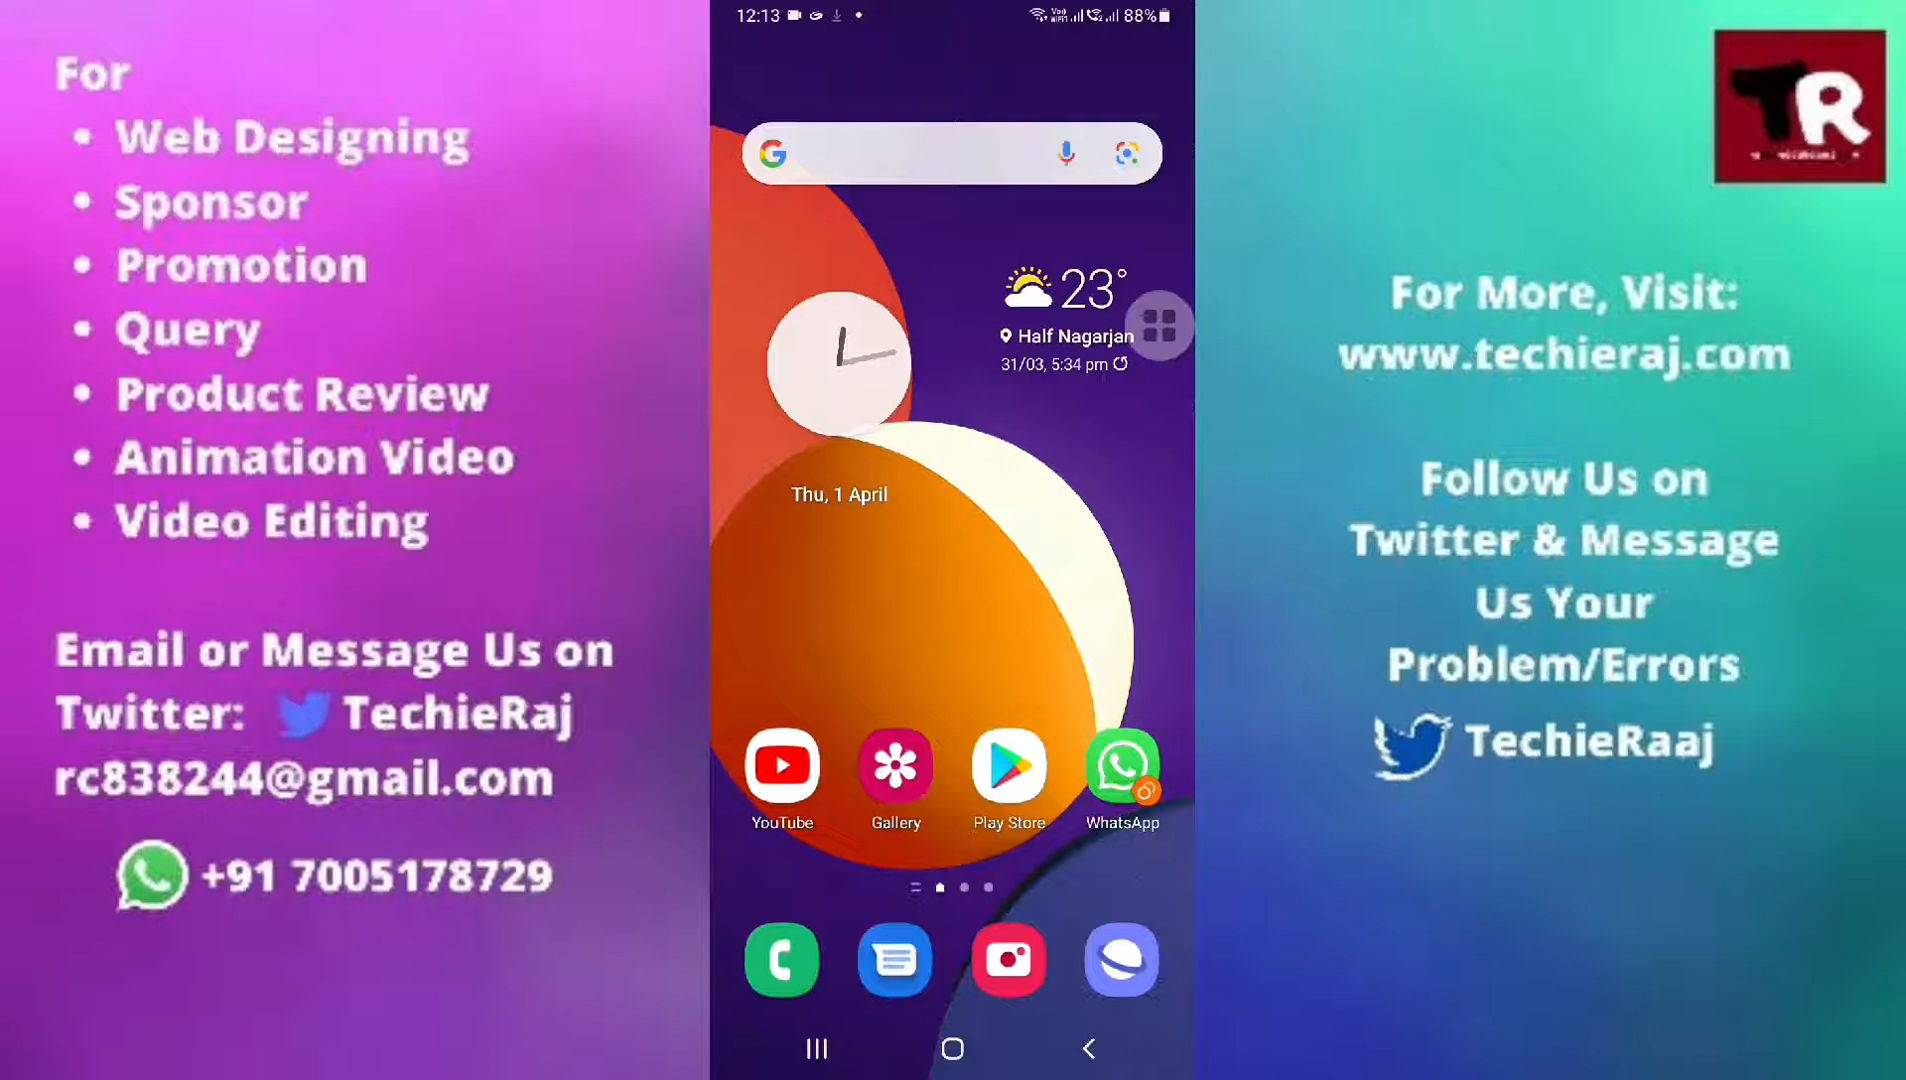 For
• Web Designing
• Sponsor
• Promotion
• Query
• Product Review
• Animation Video
• Video Editing
Email or Message Us on
Twitter: TechieRaj
rc838244@gmail.com
+91 7005178729
12:13
88%
23°
Half Nagarjan
31/03, 5:34 pm
Thu, 1 April
YouTube
Gallery
Play Store
WhatsApp
TR
For More, Visit:
www.techieraj.com
Follow Us on
Twitter & Message
Us Your
Problem/Errors
TechieRaaj